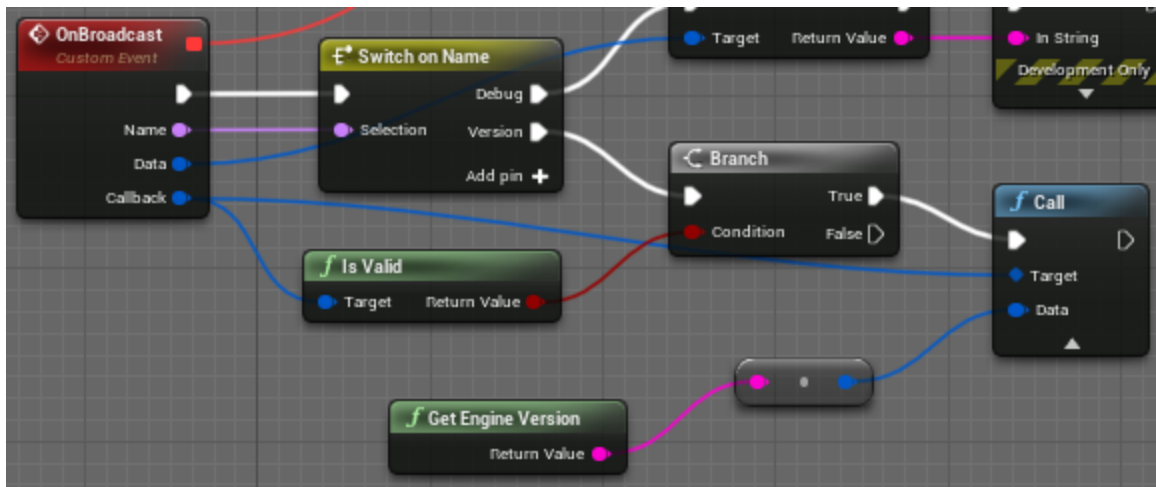 OnBroadcast
Custom Event
Name
Data
Callback
Switch on Name
Debug
Selection
Version
Add pin
Target
Return Value
In String
Development Only
Branch
True
Condition
False
Is Valid
Target
Return Value
Call
Target
Data
Get Engine Version
Return Value